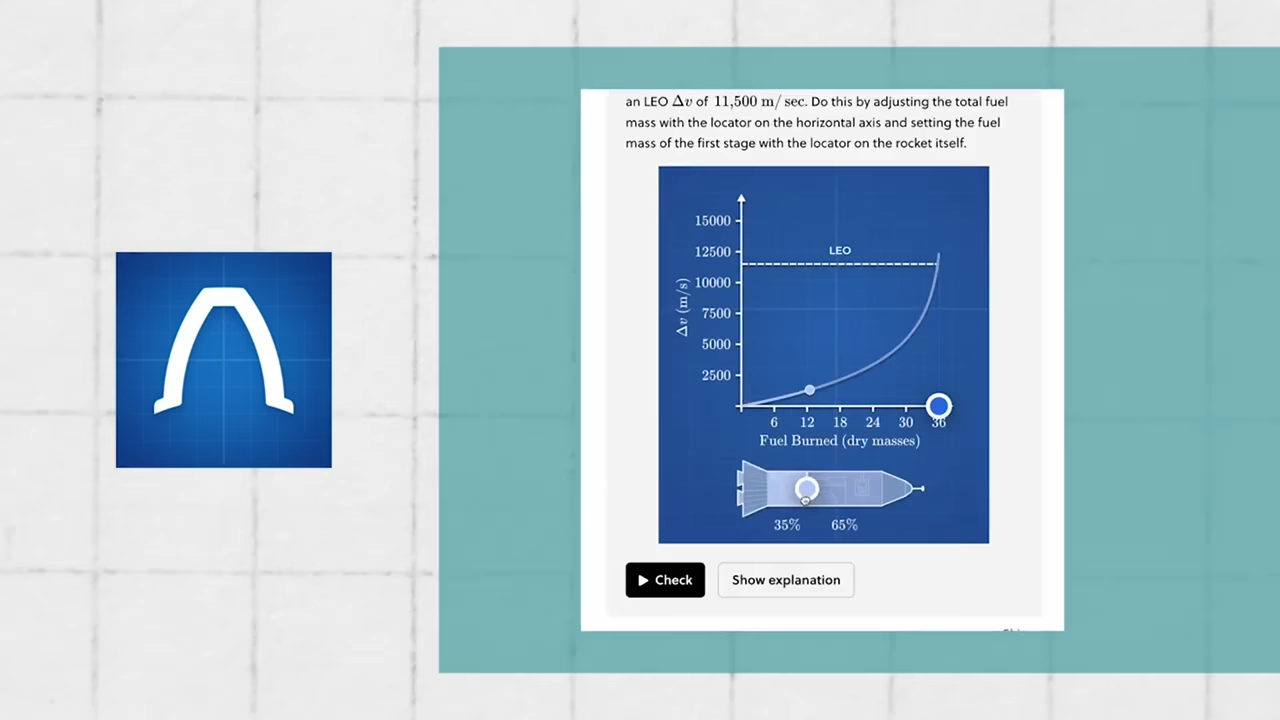 an LEO Δv of 11,500 m/sec. Do this by adjusting the total fuel
mass with the locator on the horizontal axis and setting the fuel
mass of the first stage with the locator on the rocket itself.
15000
12500
LEO
10000
Δv (m/s)
7500
5000
2500
6 12 18 24 30 36
Fuel Burned (dry masses)
35% 65%
Check
Show explanation